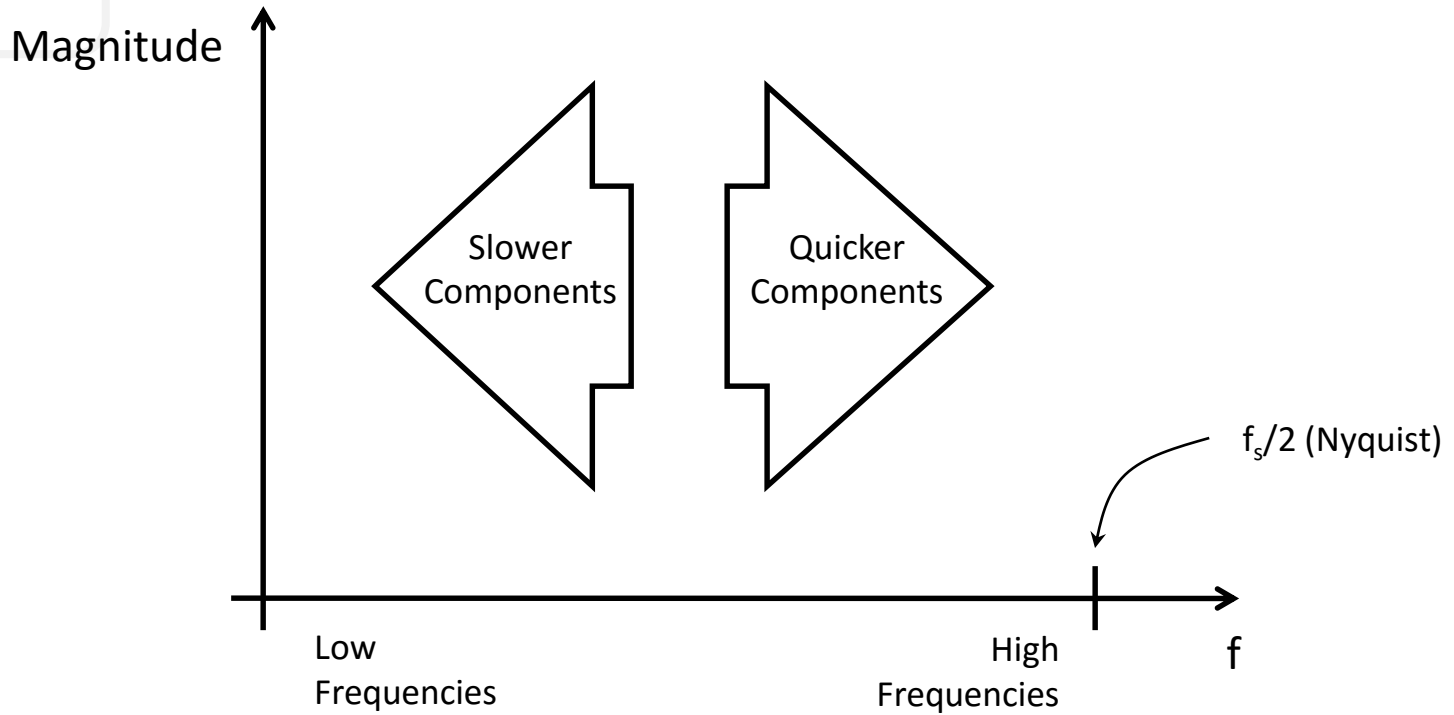 Magnitude
Slower
Components
Quicker
Components
fₛ/2 (Nyquist)
Low
Frequencies
High
Frequencies
f